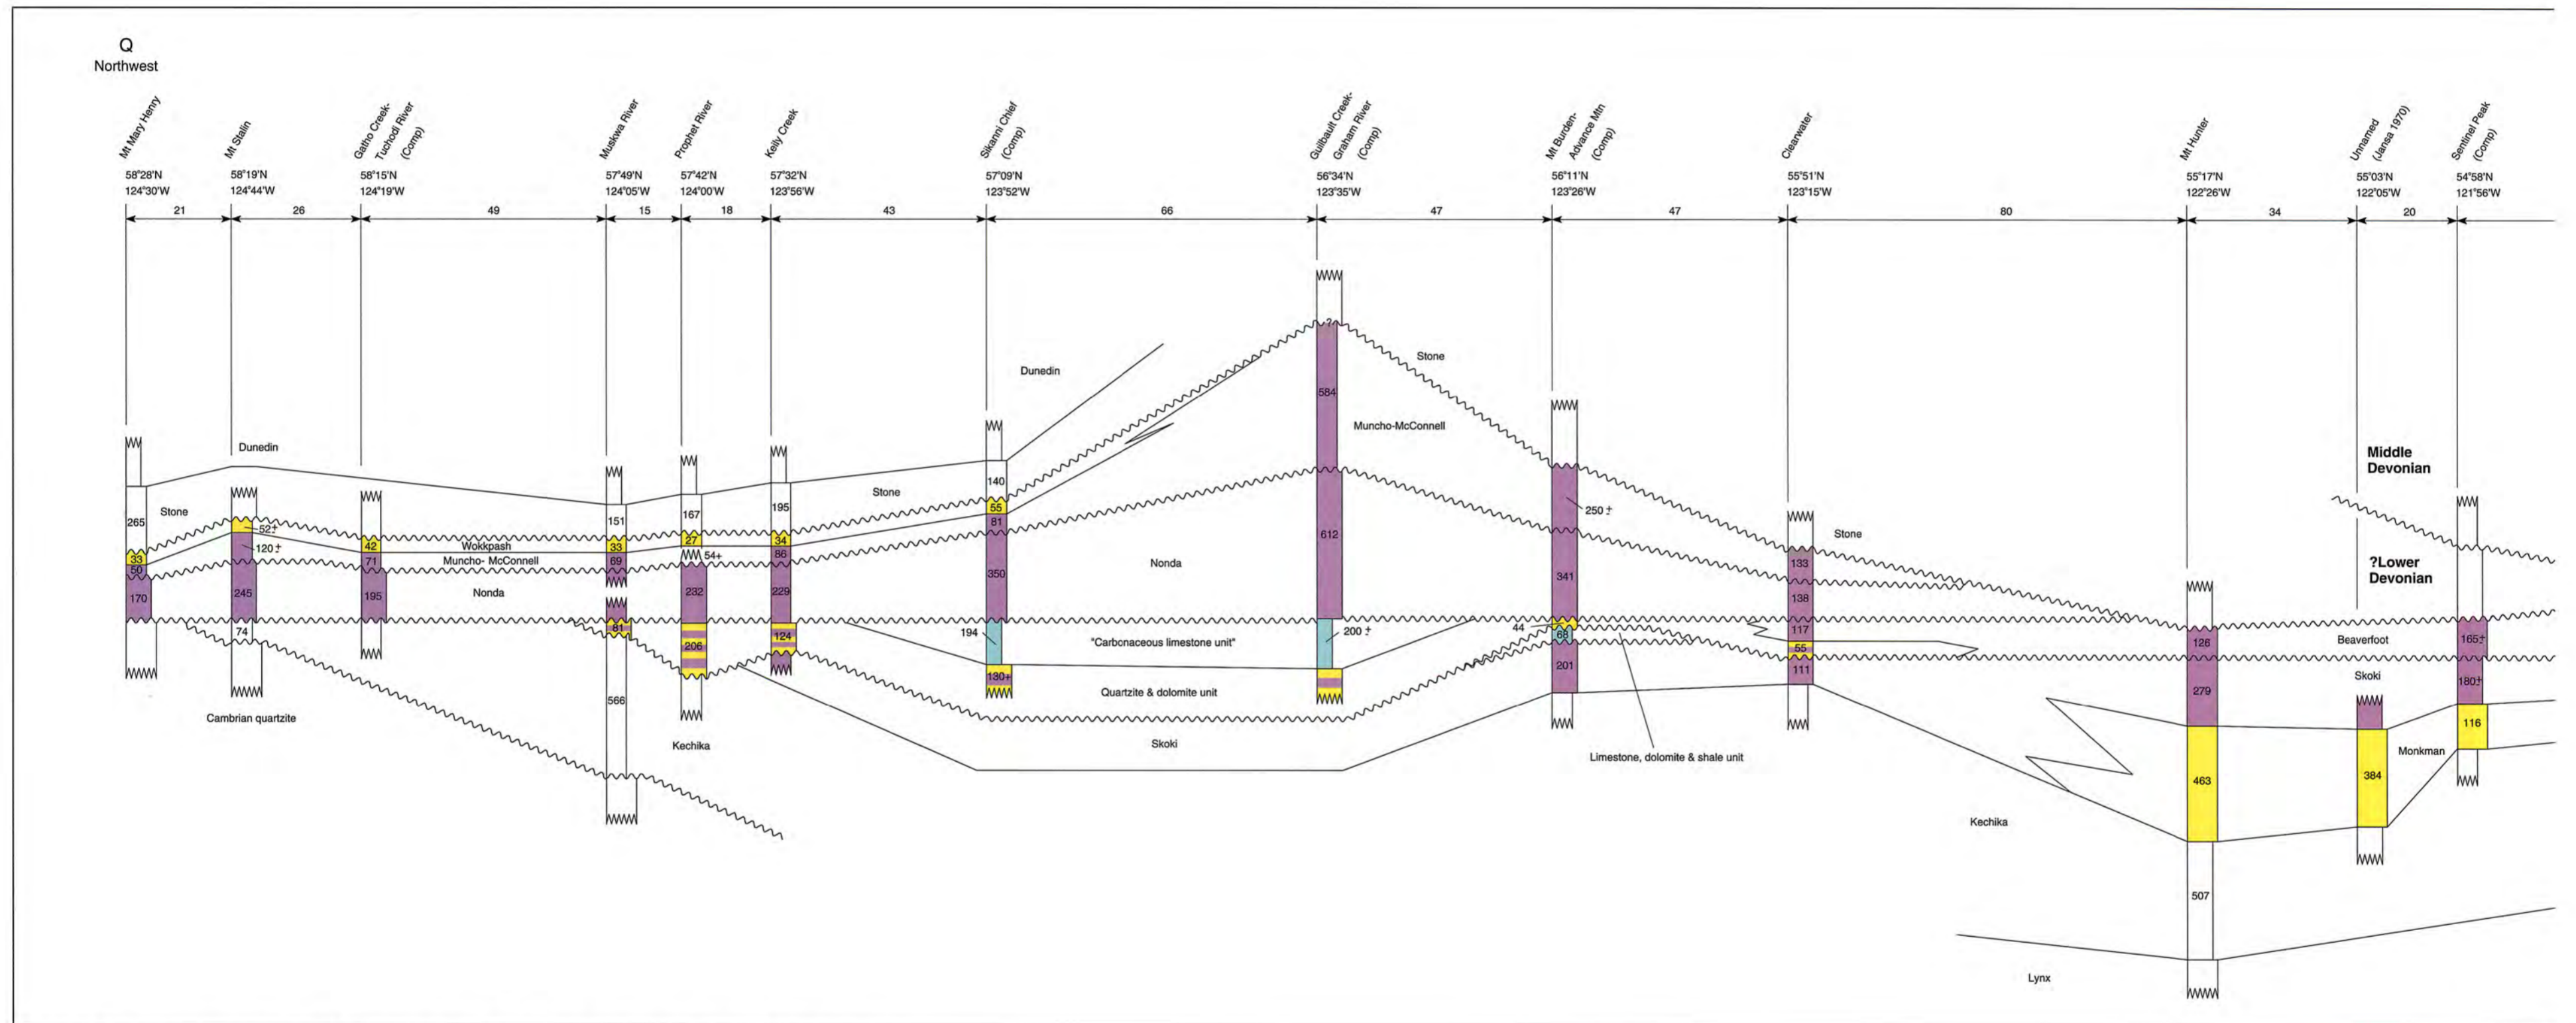 Q
Northwest
Mt Mary Henry
Mt Stalin
Gatho Creek-
Tuchodi River
(Comp)
Muskwa River
Prophet River
Keily Creek
Sikanni Chief
(Comp)
Guilbault Creek-
Graham River
(Comp)
Mt Burden-
Advance Mtn
(Comp)
Clearwater
Mt Hunter
Unnamed
(Jansa 1970)
Sentinel Peak
(Comp)
58°28'N
124°30'W
58°19'N
124°44'W
58°15'N
124°19'W
57°49'N
124°05'W
57°42'N
124°00'W
57°32'N
123°56'W
57°09'N
123°52'W
56°34'N
123°35'W
56°11'N
123°26'W
55°51'N
123°15'W
55°17'N
122°26'W
55°03'N
122°05'W
54°58'N
121°56'W
21
26
49
15
18
43
66
47
47
80
34
20
Dunedin
Dunedin
Stone
Stone
Stone
Stone
Wokkpash
Muncho- McConnell
Muncho-McConnell
Nonda
Nonda
"Carbonaceous limestone unit"
Quartzite & dolomite unit
Skoki
Cambrian quartzite
Kechika
Limestone, dolomite & shale unit
Kechika
Middle
Devonian
?Lower
Devonian
Beaverfoot
Skoki
Monkman
Lynx
265
33
50
170
52±
120±
245
74
42
71
195
151
33
69
81
566
167
27
54+
232
206
195
34
86
229
124
140
55
81
350
194
130+
?
584
612
200 ±
250 ±
341
44
68
201
133
138
117
55
111
126
279
463
507
384
165±
180±
116